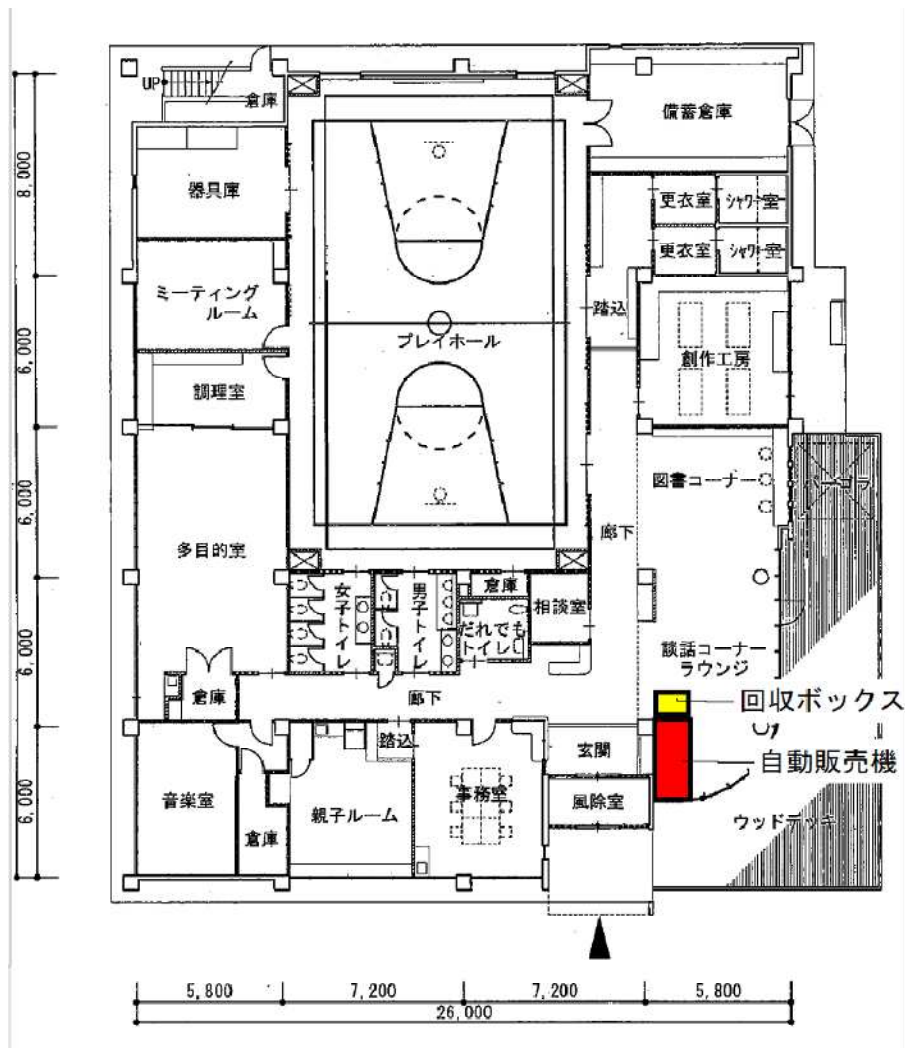 UP
倉庫
備蓄倉庫
器具庫
更衣室
シャワー室
更衣室
シャワー室
ミーティング
ルーム
踏込
プレイホール
創作工房
調理室
図書コーナー
パーゴラ
廊下
多目的室
女子トイレ
男子トイレ
倉庫
だれでも
トイレ
相談室
談話コーナー
ラウンジ
倉庫
廊下
回収ボックス
踏込
玄関
自動販売機
音楽室
倉庫
親子ルーム
事務室
風除室
ウッドデッキ
8,000
6,000
6,000
6,000
6,000
5,800
7,200
7,200
5,800
26,000